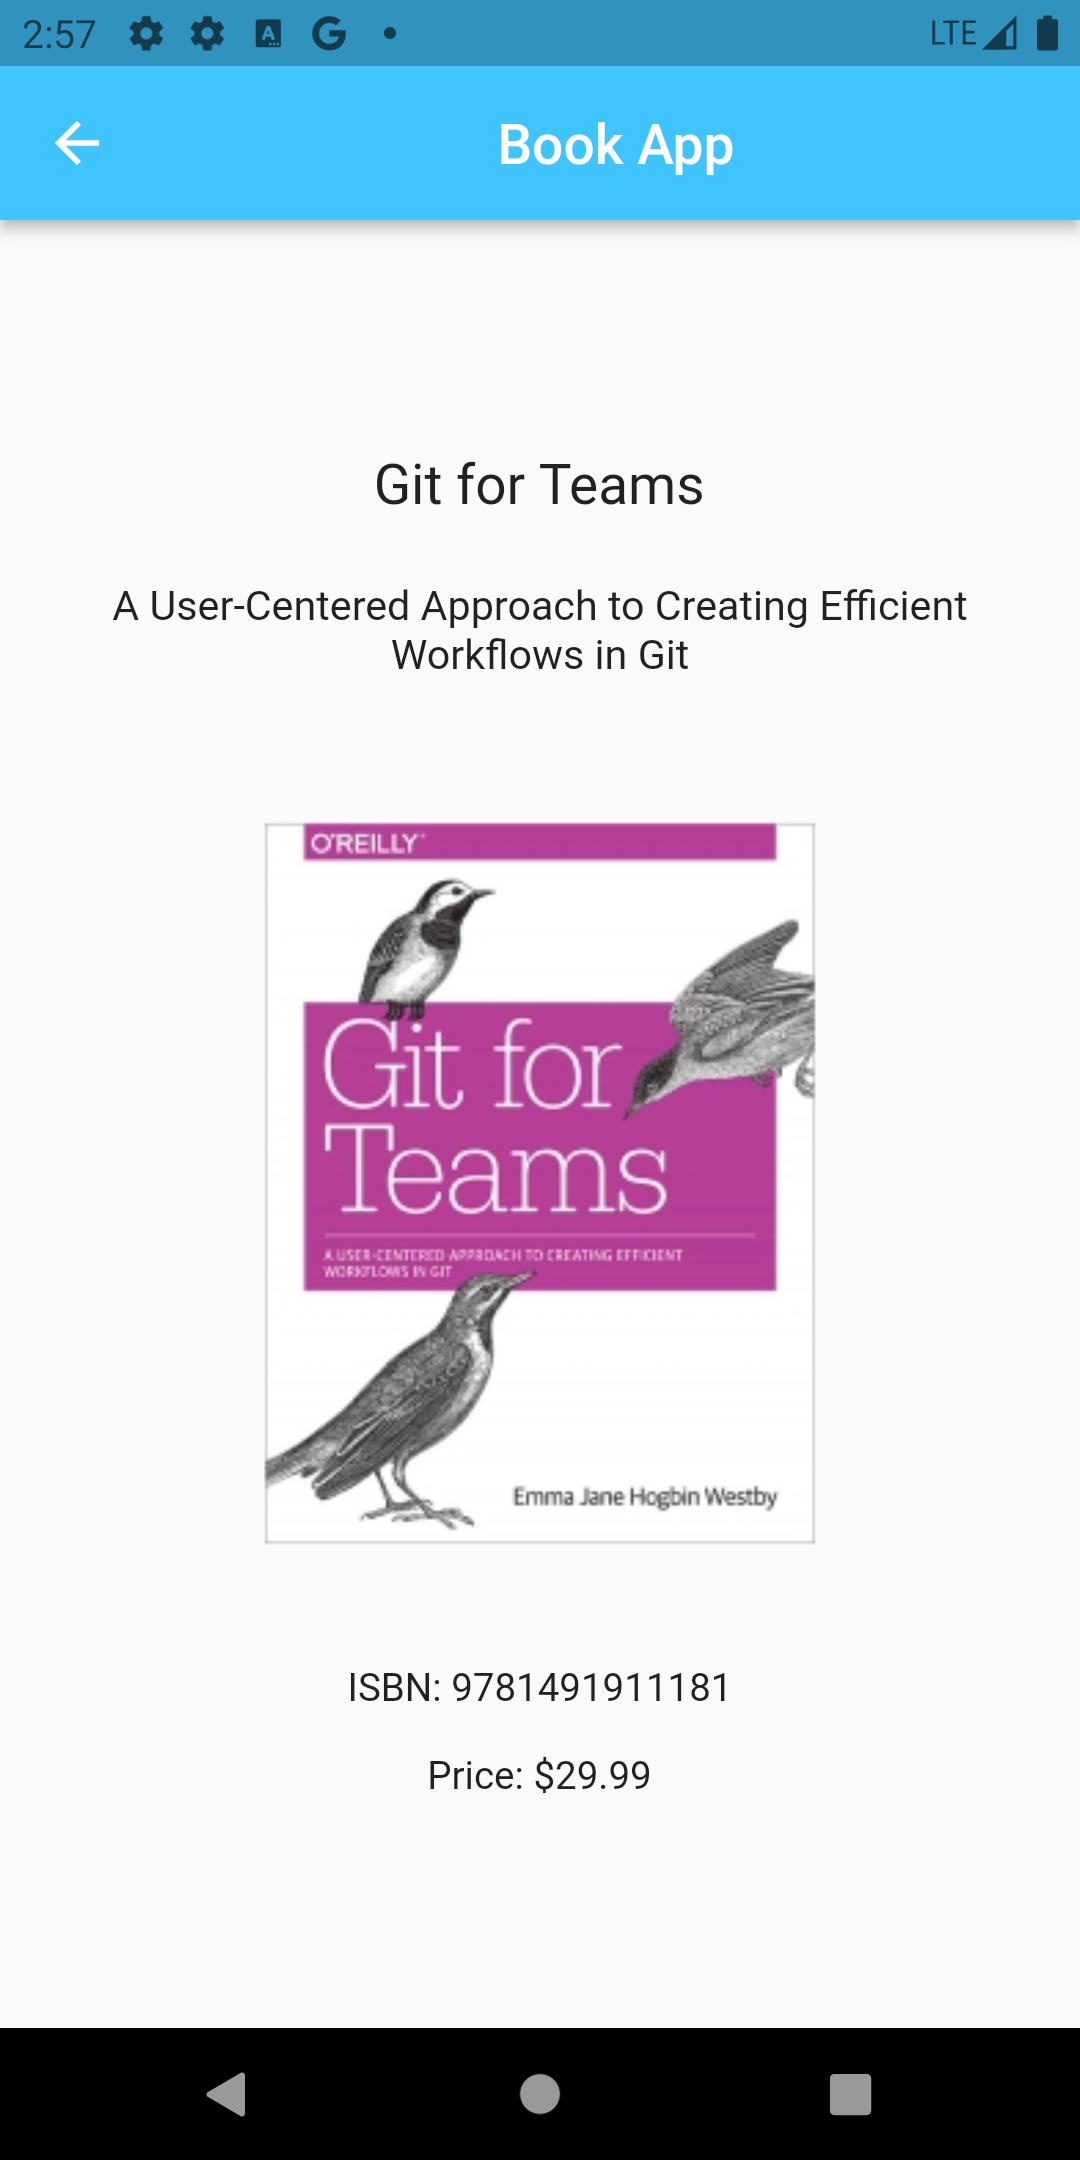 2:57
LTE
Book App
Git for Teams
A User-Centered Approach to Creating Efficient
Workflows in Git
O'REILLY
Git for
Teams
A USER-CENTERED APPROACH TO CREATING EFFICIENT
WORKFLOWS IN GIT
Emma Jane Hogbin Westby
ISBN: 9781491911181
Price: $29.99